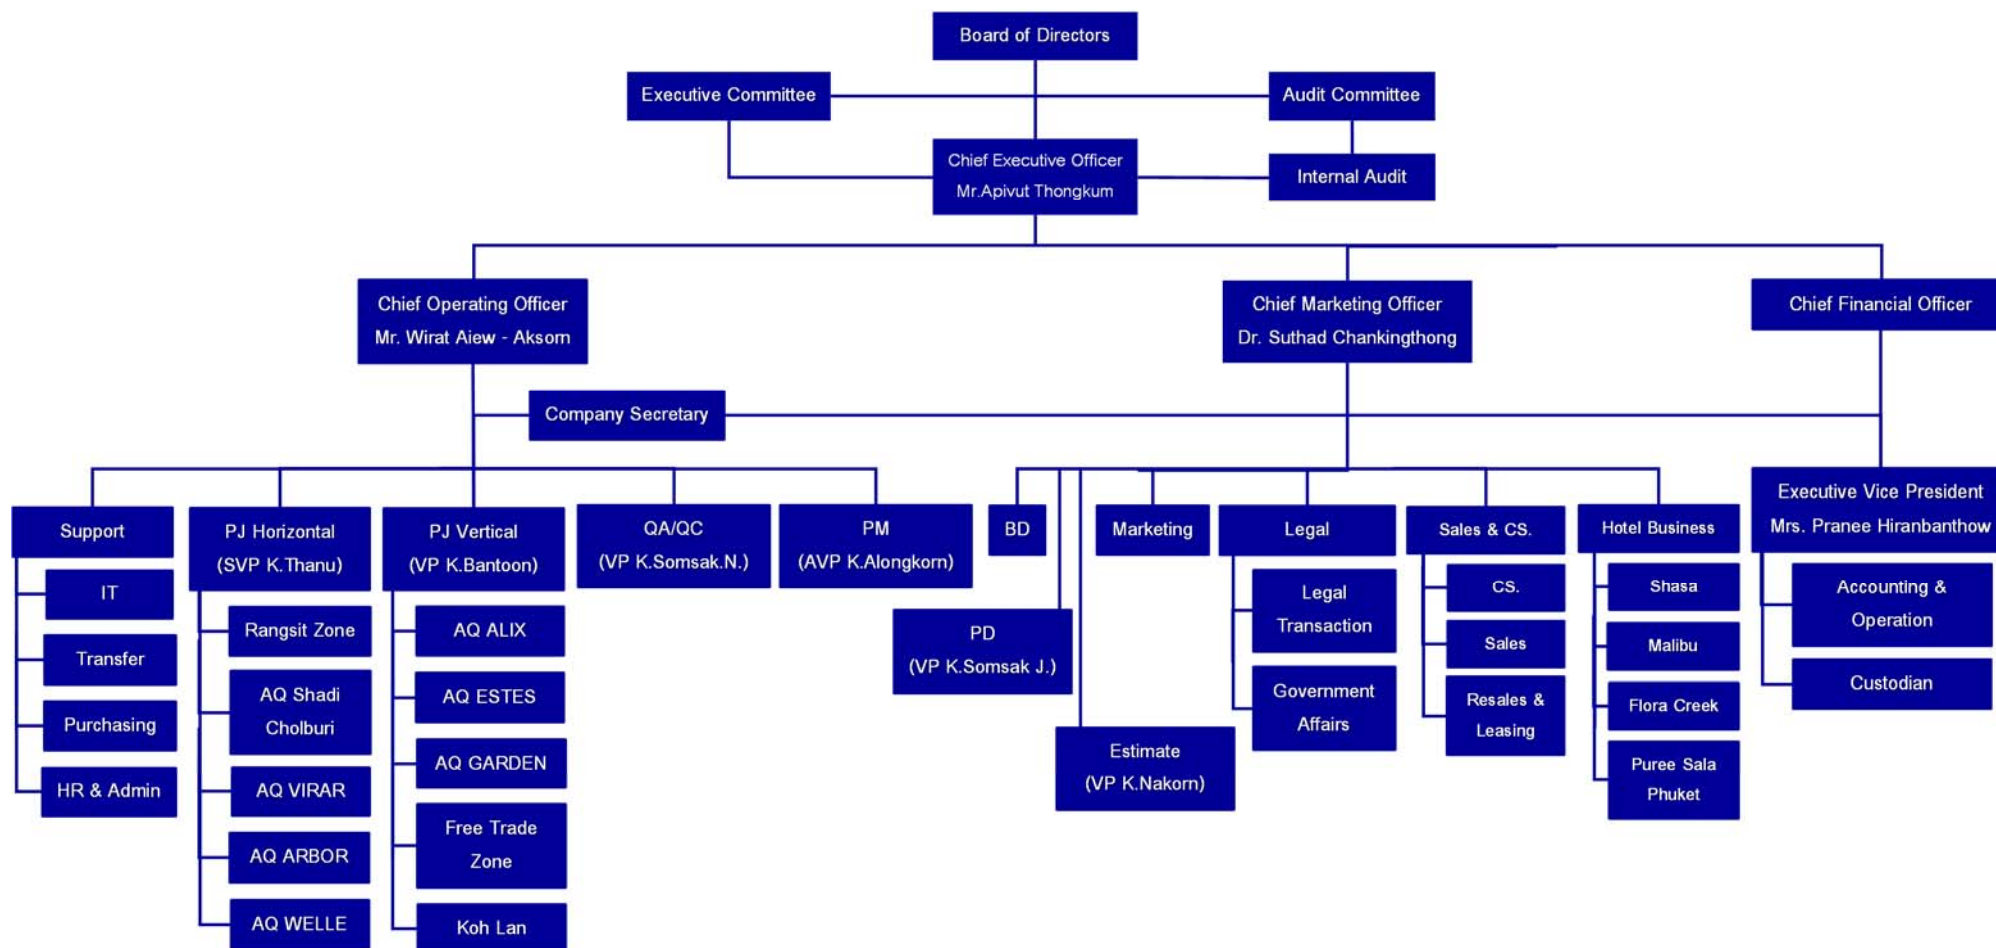 Board of Directors
Executive Committee
Audit Committee
Chief Executive Officer
Mr.Apivut Thongkum
Internal Audit
Chief Operating Officer
Mr. Wirat Aiew - Aksorn
Chief Marketing Officer
Dr. Suthad Chankingthong
Chief Financial Officer
Company Secretary
Support
IT
Transfer
Purchasing
HR & Admin
PJ Horizontal
(SVP K.Thanu)
Rangsit Zone
AQ Shadi
Cholburi
AQ VIRAR
AQ ARBOR
AQ WELLE
PJ Vertical
(VP K.Bantoon)
AQ ALIX
AQ ESTES
AQ GARDEN
Free Trade
Zone
Koh Lan
QA/QC
(VP K.Somsak.N.)
PM
(AVP K.Alongkorn)
BD
PD
(VP K.Somsak J.)
Estimate
(VP K.Nakorn)
Marketing
Legal
Legal
Transaction
Government
Affairs
Sales & CS.
CS.
Sales
Resales &
Leasing
Hotel Business
Shasa
Malibu
Flora Creek
Puree Sala
Phuket
Executive Vice President
Mrs. Pranee Hiranbanthow
Accounting &
Operation
Custodian